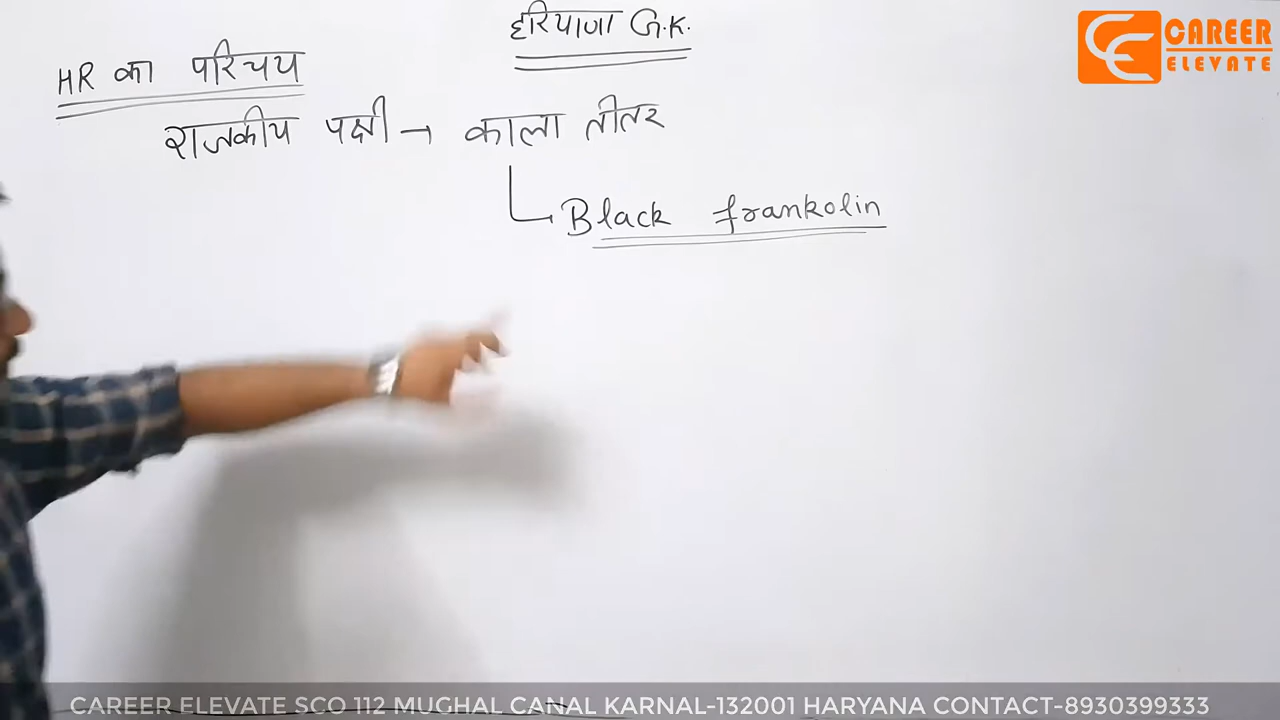 हरियाणा G.K.
HR का परिचय
राजकीय पक्षी → काला तीतर
Black frankolin
CAREER
ELEVATE
CAREER ELEVATE SCO 112 MUGHAL CANAL KARNAL-132001 HARYANA CONTACT-8930399333